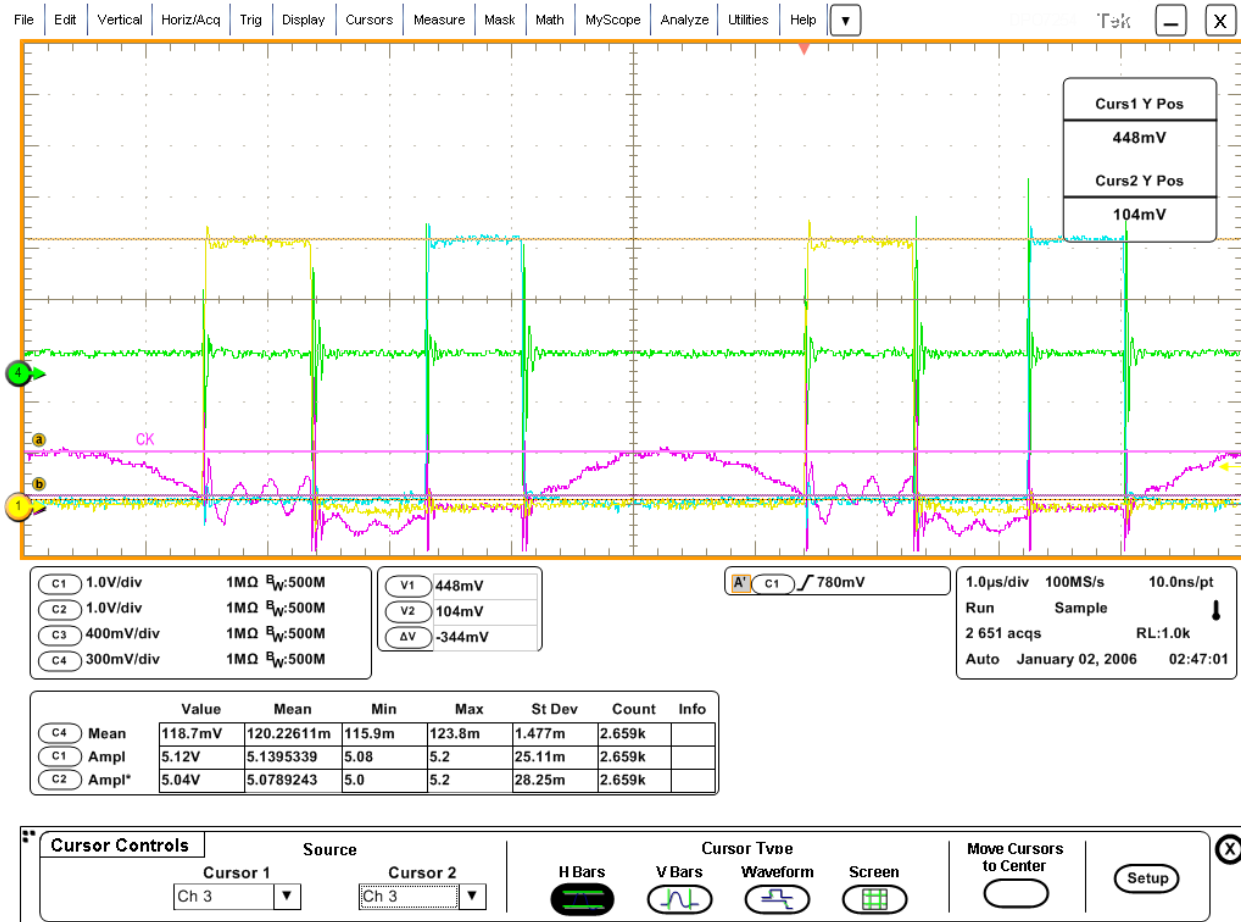 File Edit Vertical Horiz/Acq Trig Display Cursors Measure Mask Math MyScope Analyze Utilities Help Tek X
Curs1 Y Pos
448mV
Curs2 Y Pos
104mV
4
a
CK
b
1
C1 1.0V/div 1MΩ BW:500M
C2 1.0V/div 1MΩ BW:500M
C3 400mV/div 1MΩ BW:500M
C4 300mV/div 1MΩ BW:500M
V1 448mV
V2 104mV
ΔV -344mV
A' C1 780mV
1.0µs/div 100MS/s 10.0ns/pt
Run Sample
2 651 acqs RL:1.0k
Auto January 02, 2006 02:47:01
Value Mean Min Max St Dev Count Info
C4 Mean 118.7mV 120.22611m 115.9m 123.8m 1.477m 2.659k
C1 Ampl 5.12V 5.1395339 5.08 5.2 25.11m 2.659k
C2 Ampl* 5.04V 5.0789243 5.0 5.2 28.25m 2.659k
Cursor Controls
Source
Cursor 1 Cursor 2
Ch 3 Ch 3
Cursor Type
H Bars V Bars Waveform Screen
Move Cursors
to Center
Setup
X